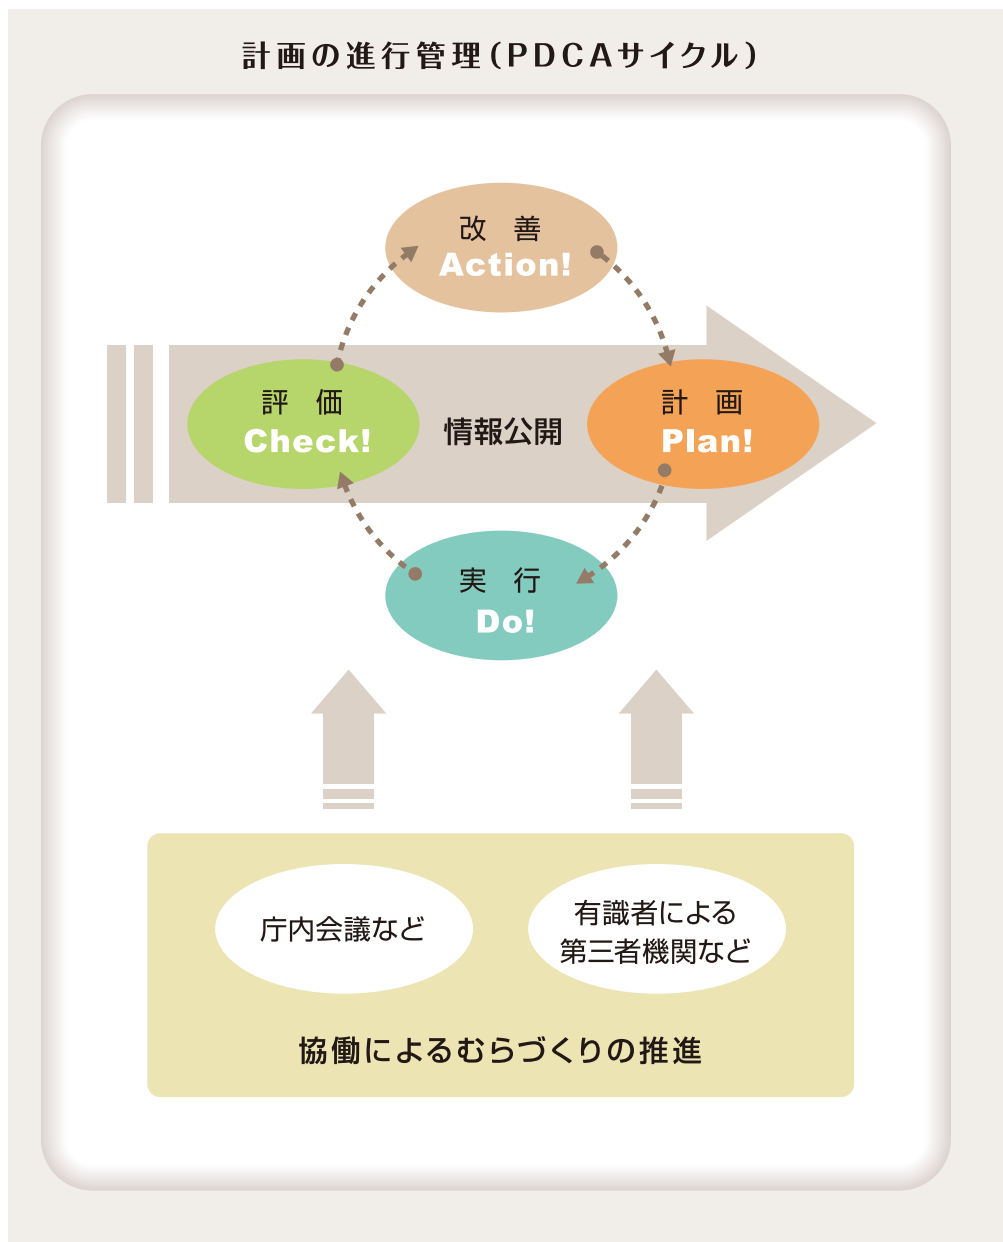 計画の進行管理(PDCAサイクル)
改　善
Action!
評　価
Check!
情報公開
計　画
Plan!
実　行
Do!
庁内会議など
有識者による
第三者機関など
協働によるむらづくりの推進